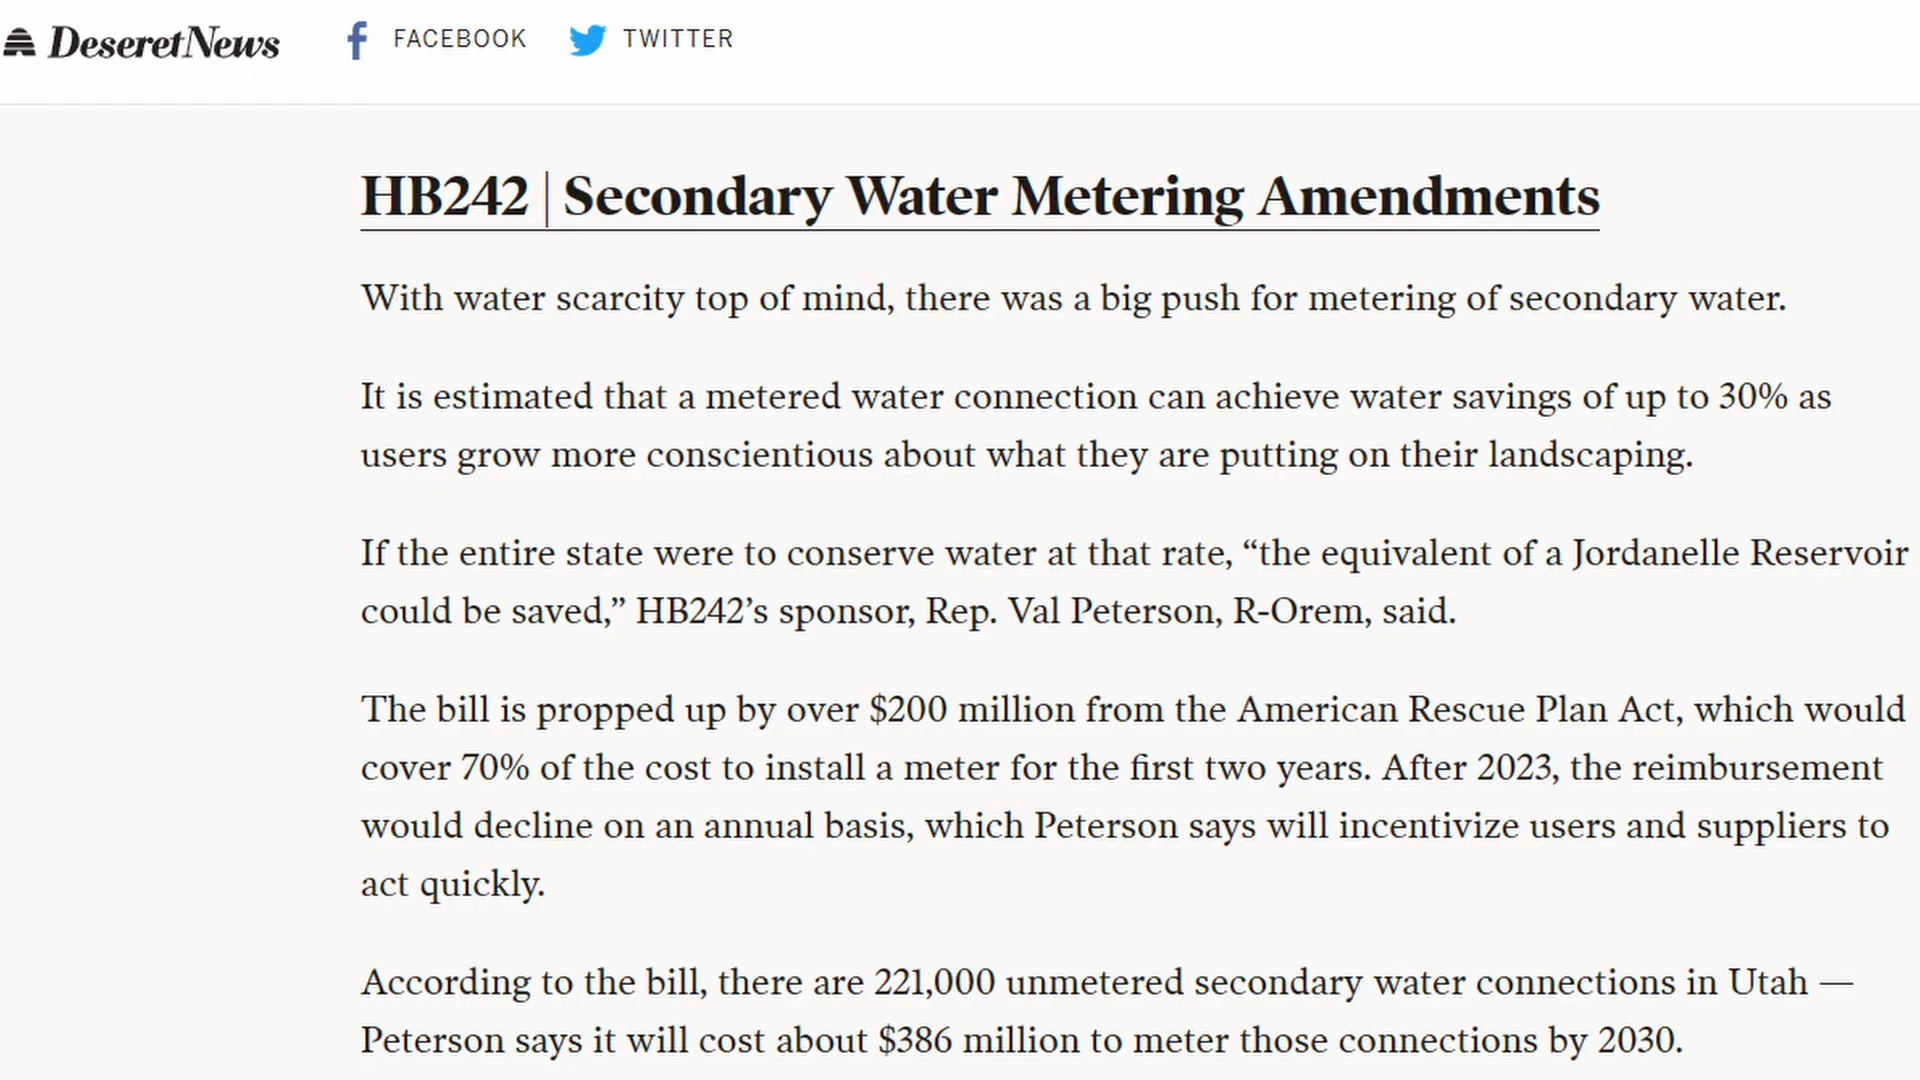 DeseretNews FACEBOOK TWITTER
HB242 | Secondary Water Metering Amendments
With water scarcity top of mind, there was a big push for metering of secondary water.
It is estimated that a metered water connection can achieve water savings of up to 30% as
users grow more conscientious about what they are putting on their landscaping.
If the entire state were to conserve water at that rate, “the equivalent of a Jordanelle Reservoir
could be saved,” HB242’s sponsor, Rep. Val Peterson, R-Orem, said.
The bill is propped up by over $200 million from the American Rescue Plan Act, which would
cover 70% of the cost to install a meter for the first two years. After 2023, the reimbursement
would decline on an annual basis, which Peterson says will incentivize users and suppliers to
act quickly.
According to the bill, there are 221,000 unmetered secondary water connections in Utah —
Peterson says it will cost about $386 million to meter those connections by 2030.